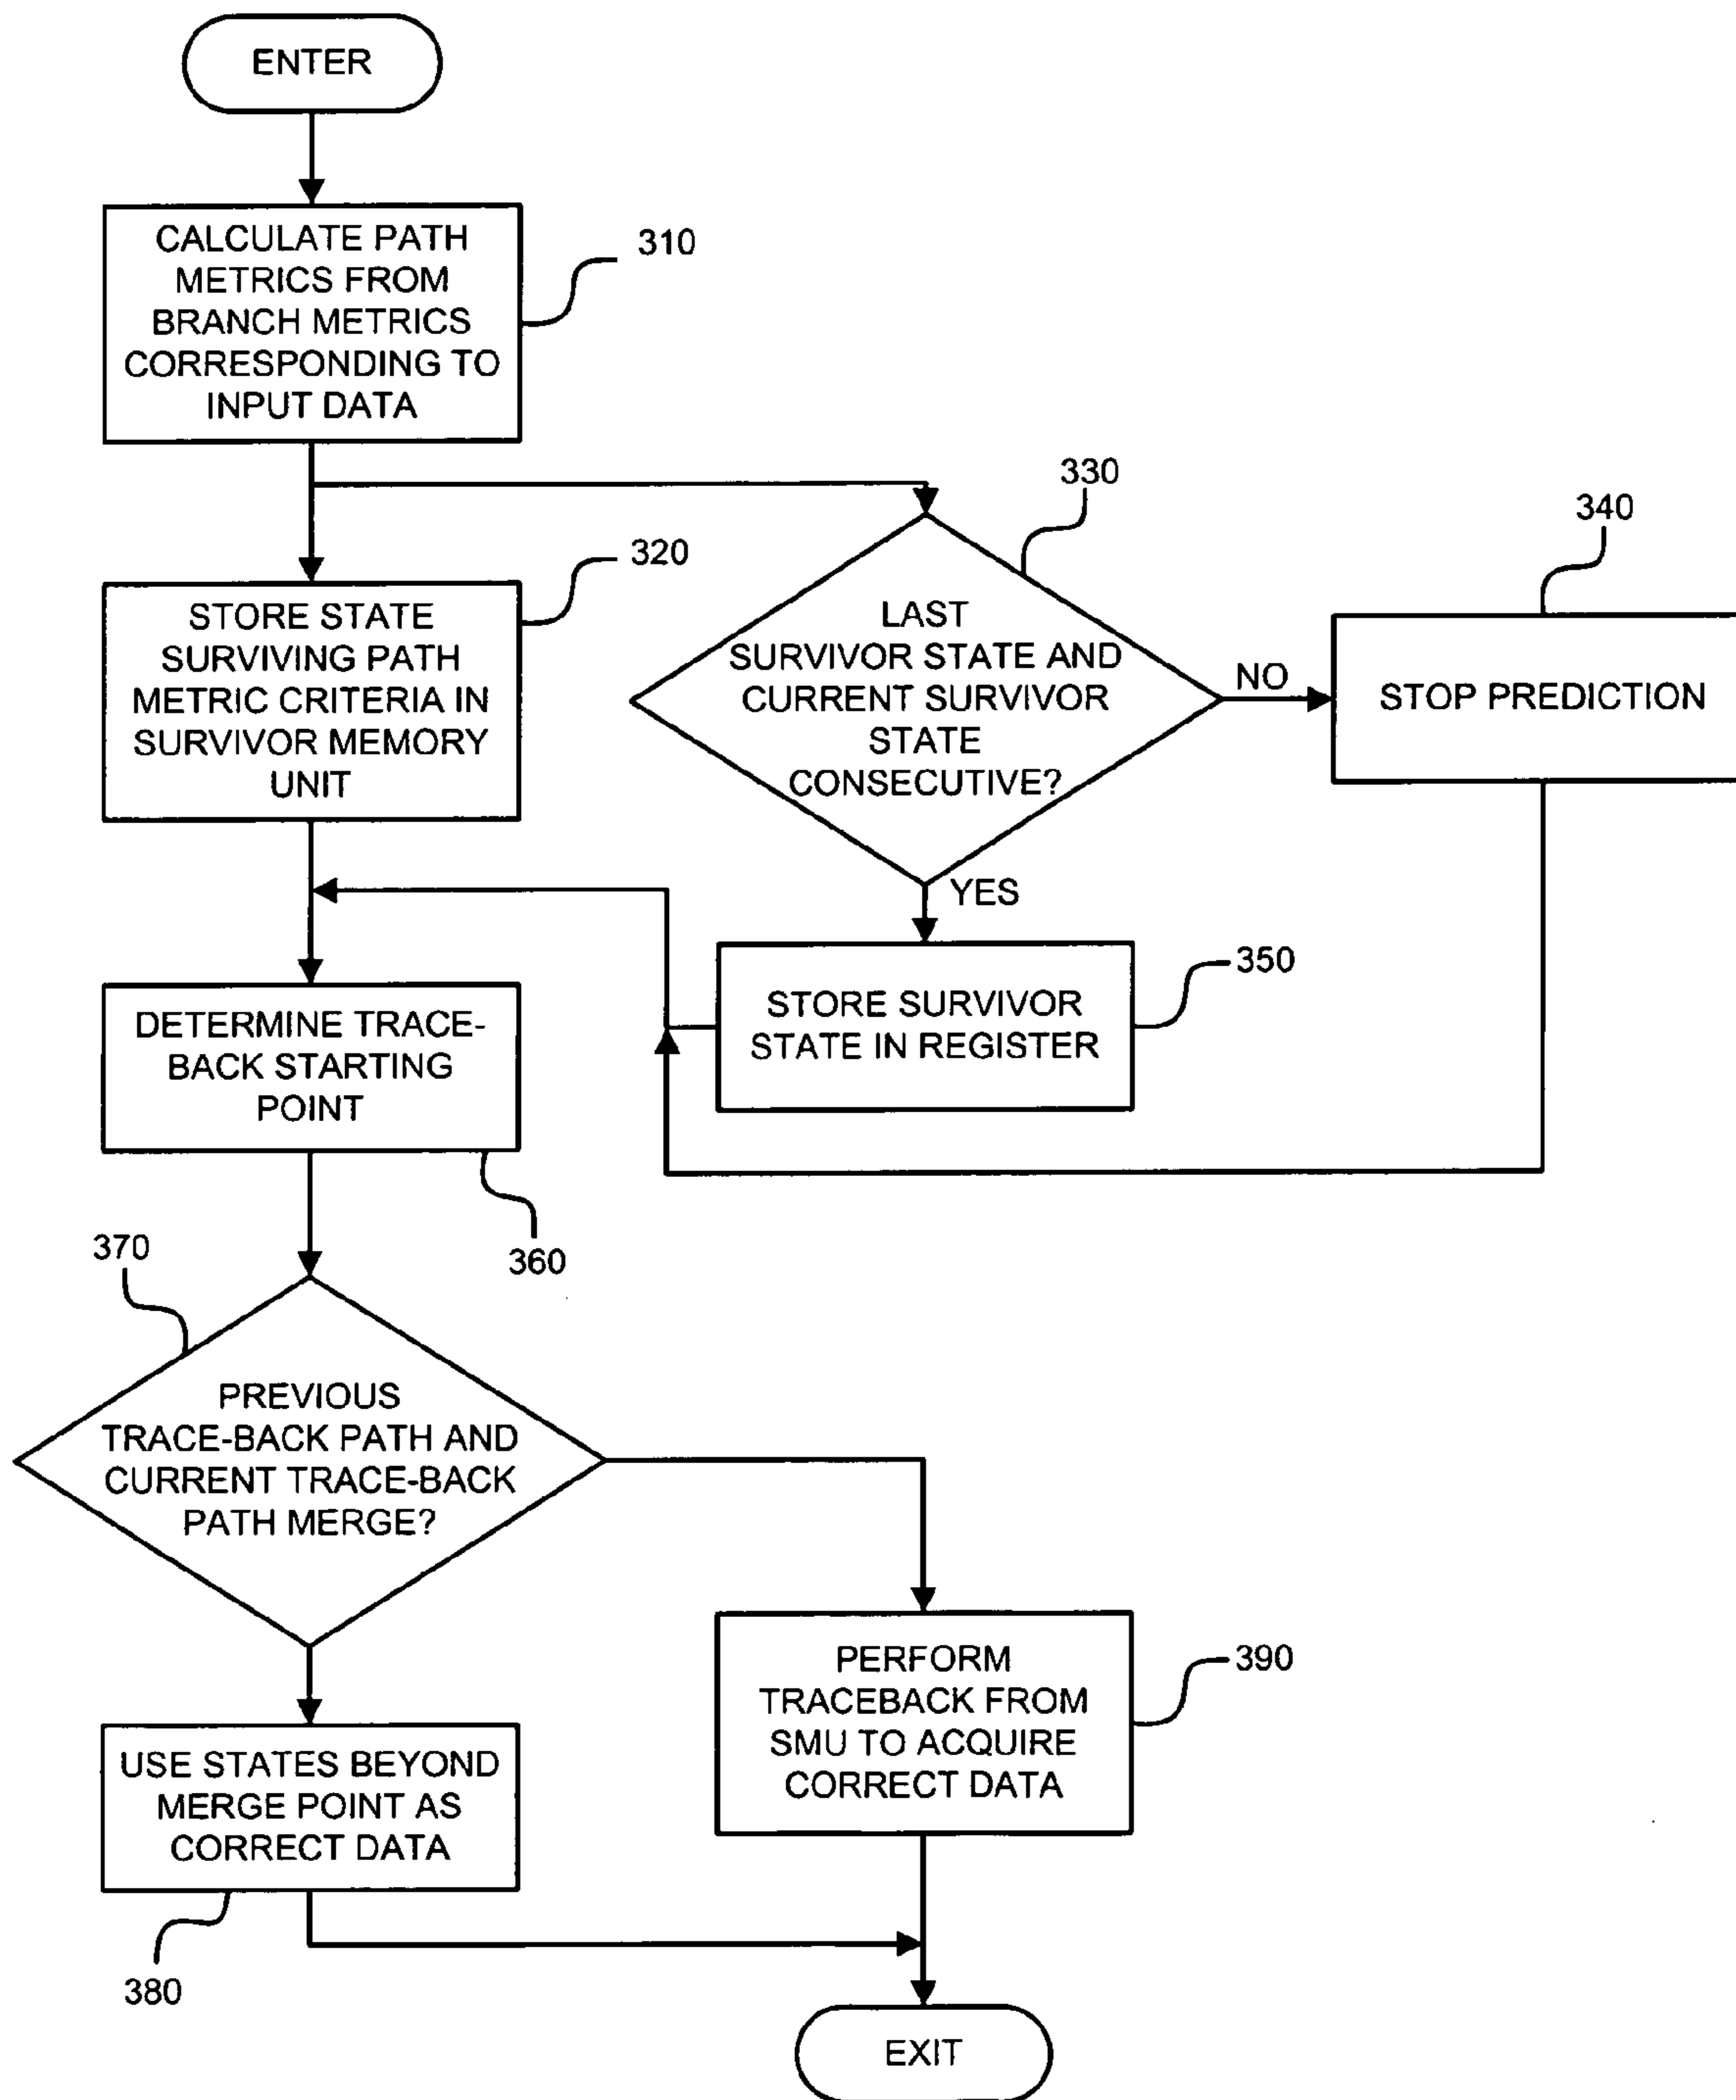 ENTER
CALCULATE PATH
METRICS FROM
BRANCH METRICS
CORRESPONDING TO
INPUT DATA
310
330
340
320
STORE STATE
SURVIVING PATH
METRIC CRITERIA IN
SURVIVOR MEMORY
UNIT
LAST
SURVIVOR STATE AND
CURRENT SURVIVOR
STATE
CONSECUTIVE?
NO
STOP PREDICTION
YES
STORE SURVIVOR
STATE IN REGISTER
350
DETERMINE TRACE-
BACK STARTING
POINT
360
370
PREVIOUS
TRACE-BACK PATH AND
CURRENT TRACE-BACK
PATH MERGE?
PERFORM
TRACEBACK FROM
SMU TO ACQUIRE
CORRECT DATA
390
USE STATES BEYOND
MERGE POINT AS
CORRECT DATA
380
EXIT